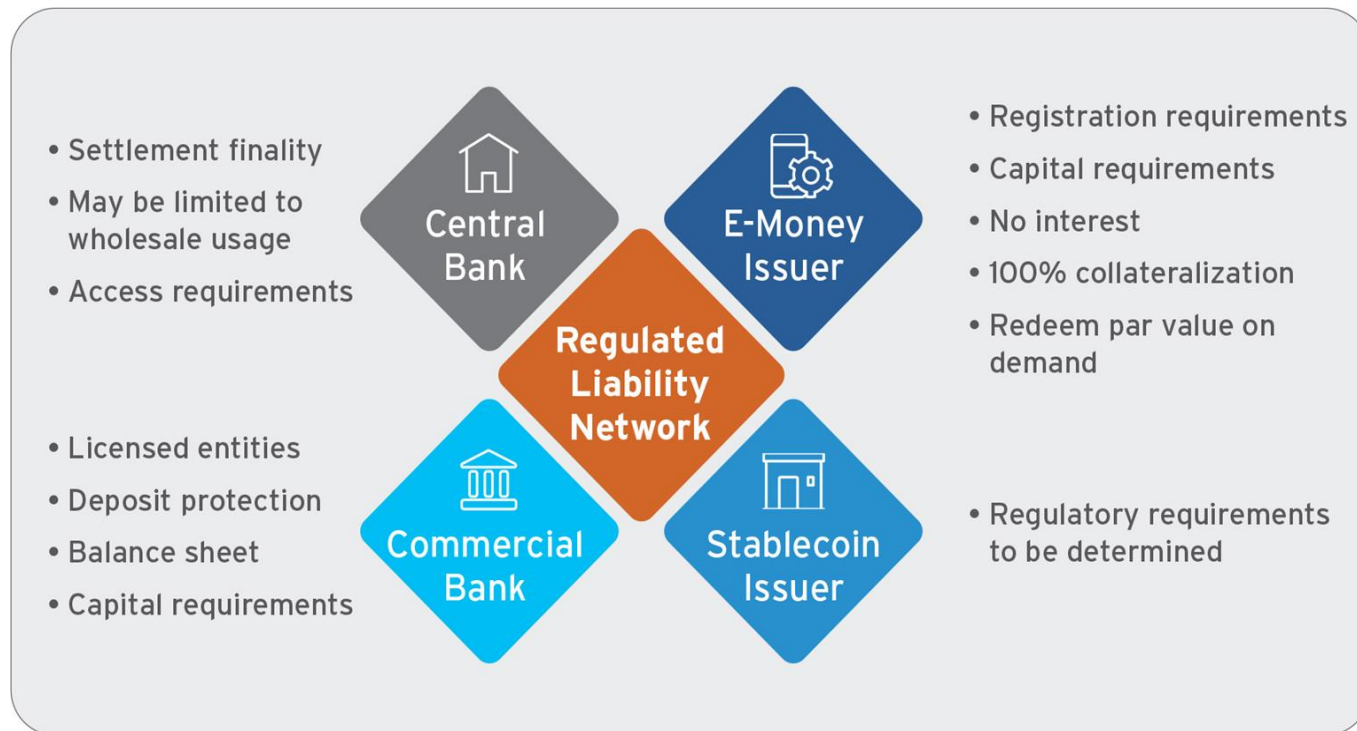 • Settlement finality
• May be limited to
wholesale usage
• Access requirements
Central
Bank
E-Money
Issuer
• Registration requirements
• Capital requirements
• No interest
• 100% collateralization
• Redeem par value on
demand
Regulated
Liability
Network
• Licensed entities
• Deposit protection
• Balance sheet
• Capital requirements
Commercial
Bank
Stablecoin
Issuer
• Regulatory requirements
to be determined